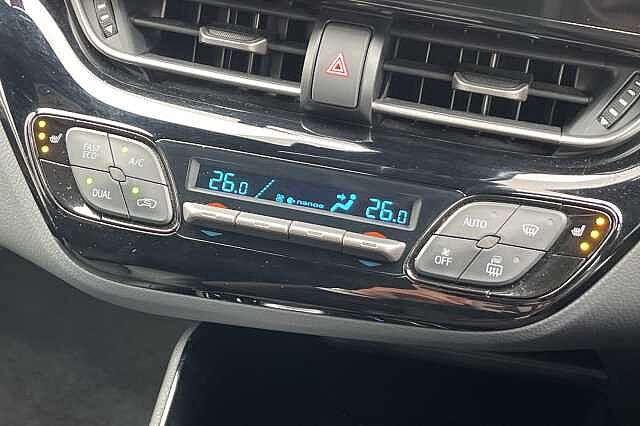 FAST
ECO
A/C
DUAL
26.0
nanoe
26.0
AUTO
OFF